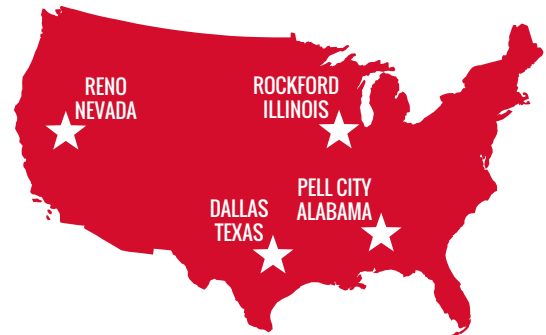 RENO
NEVADA
ROCKFORD
ILLINOIS
PELL CITY
ALABAMA
DALLAS
TEXAS